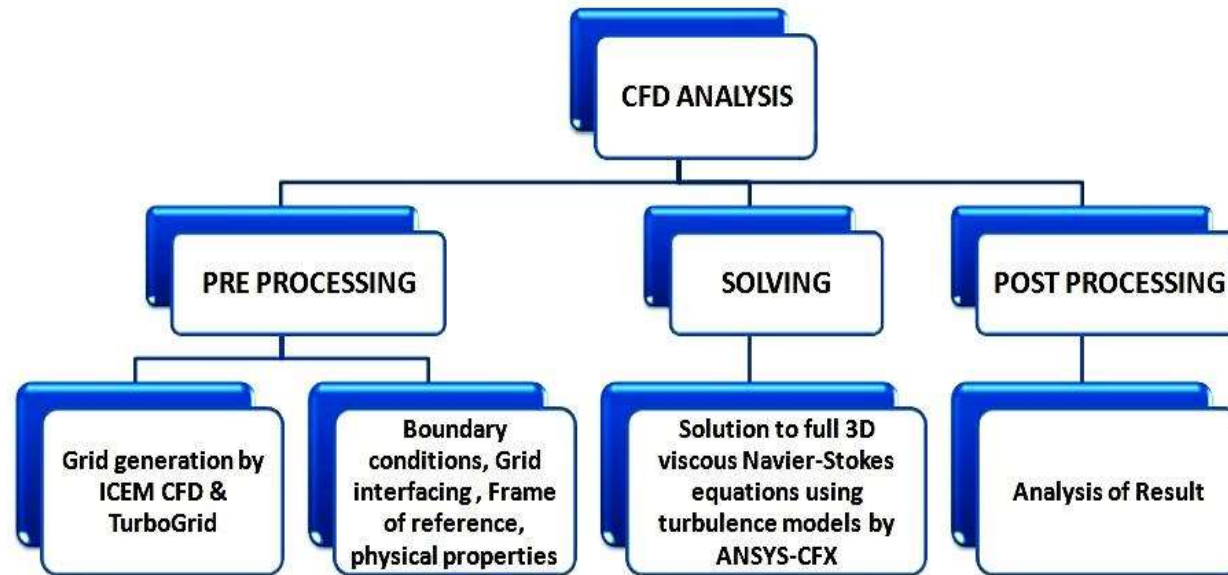 CFD ANALYSIS
PRE PROCESSING
SOLVING
POST PROCESSING
Grid generation by
ICEM CFD &
TurboGrid
Boundary
conditions, Grid
interfacing , Frame
of reference,
physical properties
Solution to full 3D
viscous Navier-Stokes
equations using
turbulence models by
ANSYS-CFX
Analysis of Result